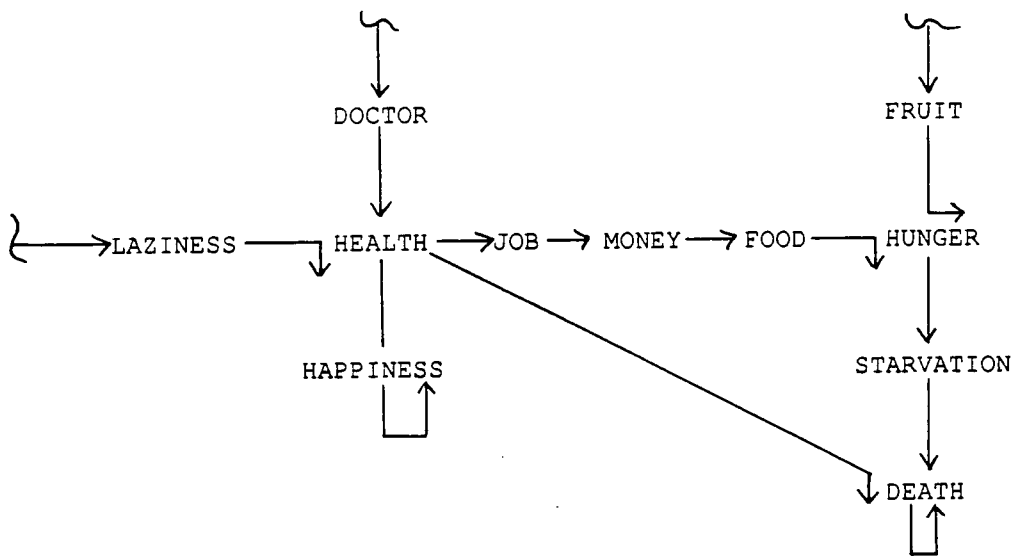 DOCTOR
FRUIT
LAZINESS
HEALTH
JOB
MONEY
FOOD
HUNGER
HAPPINESS
STARVATION
DEATH